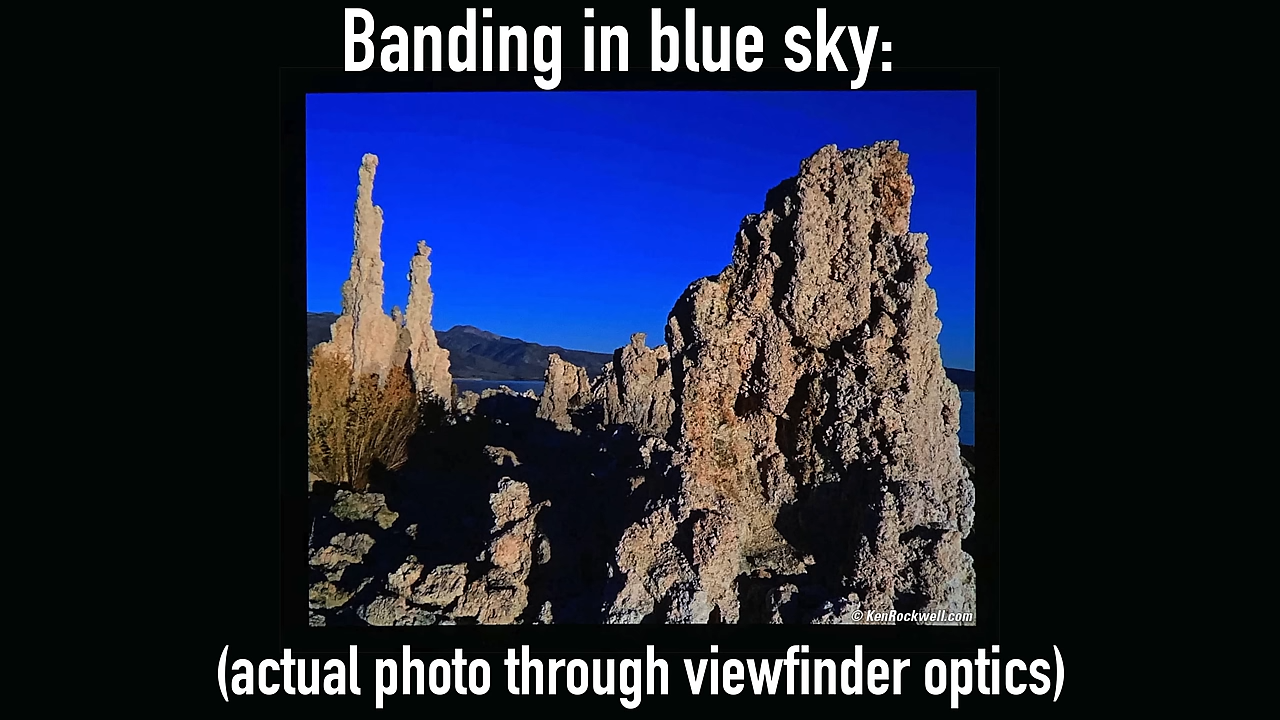 Banding in blue sky:
© KenRockwell.com
(actual photo through viewfinder optics)